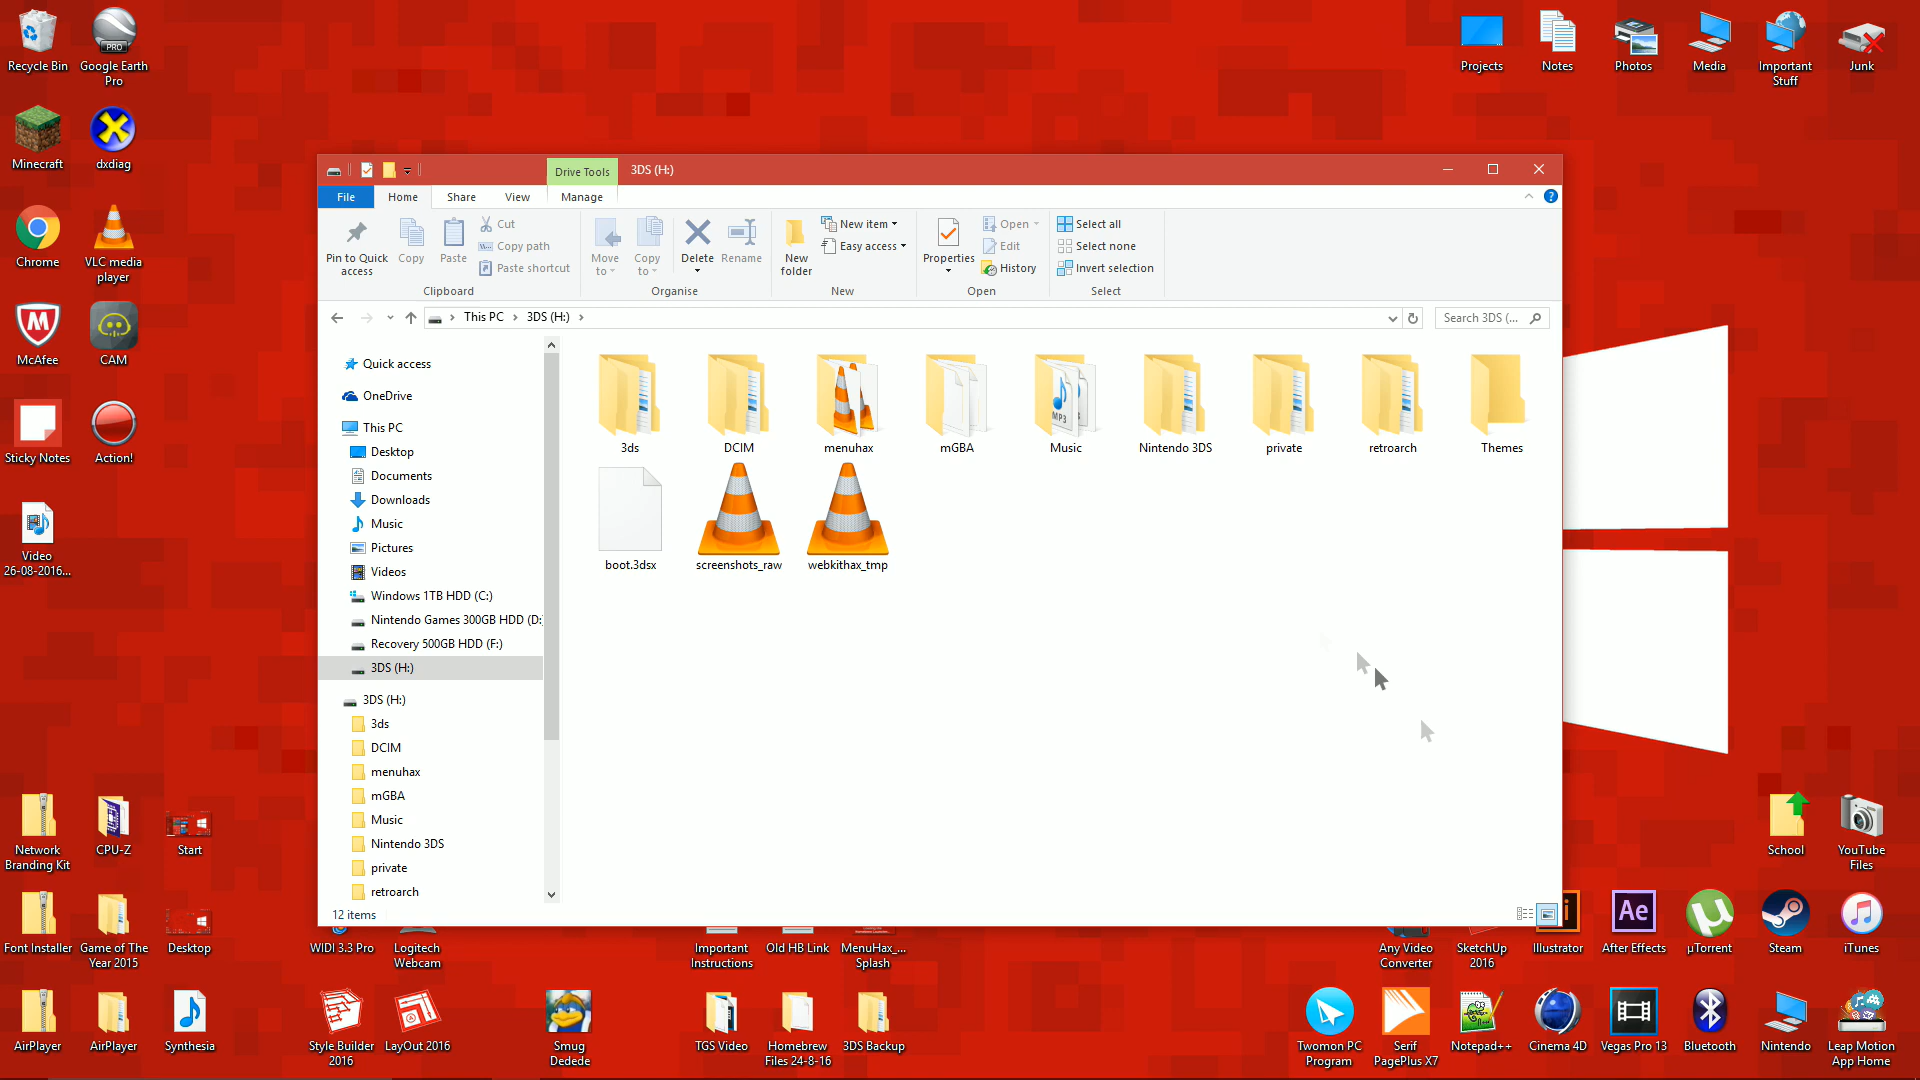 Recycle Bin
Google Earth
Pro
PRO
Projects
Notes
Photos
Media
Important
Stuff
Junk
Minecraft
dxdiag
Chrome
VLC media
player
McAfee
CAM
Sticky Notes
Action!
Video
26-08-2016...
Drive Tools
3DS (H:)
File
Home
Share
View
Manage
Pin to Quick
access
Copy
Paste
Cut
Copy path
Paste shortcut
Clipboard
Move
to
Copy
to
Delete
Rename
Organise
New
folder
New item
Easy access
New
Properties
Open
Edit
History
Open
Select all
Select none
Invert selection
Select
This PC
3DS (H:)
Search 3DS (...
Quick access
OneDrive
This PC
Desktop
Documents
Downloads
Music
Pictures
Videos
Windows 1TB HDD (C:)
Nintendo Games 300GB HDD (D:
Recovery 500GB HDD (F:)
3DS (H:)
3DS (H:)
3ds
DCIM
menuhax
mGBA
Music
Nintendo 3DS
private
retroarch
3ds
DCIM
menuhax
mGBA
MP3
Music
Nintendo 3DS
private
retroarch
Themes
boot.3dsx
screenshots_raw
webkithax_tmp
12 items
Network
Branding Kit
CPU-Z
Start
School
YouTube
Files
Font Installer
Game of The
Year 2015
Desktop
WIDI 3.3 Pro
Logitech
Webcam
Important
Instructions
Old HB Link
MenuHax_...
Splash
Any Video
Converter
SketchUp
2016
Illustrator
Ae
After Effects
µTorrent
Steam
iTunes
AirPlayer
AirPlayer
Synthesia
Style Builder
2016
LayOut 2016
Smug
Dedede
TGS Video
Homebrew
Files 24-8-16
3DS Backup
Twomon PC
Program
Serif
PagePlus X7
Notepad++
Cinema 4D
Vegas Pro 13
Bluetooth
Nintendo
Leap Motion
App Home